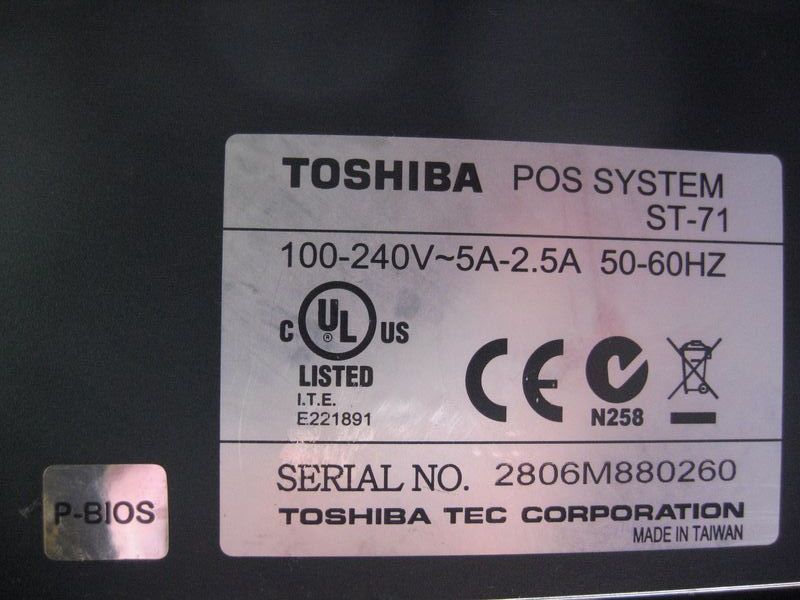 TOSHIBA POS SYSTEM
ST-71
100-240V~5A-2.5A 50-60HZ
C UL ® US
LISTED
I.T.E.
E221891
CE
N258
SERIAL NO. 2806M880260
TOSHIBA TEC CORPORATION
MADE IN TAIWAN
P-BIOS